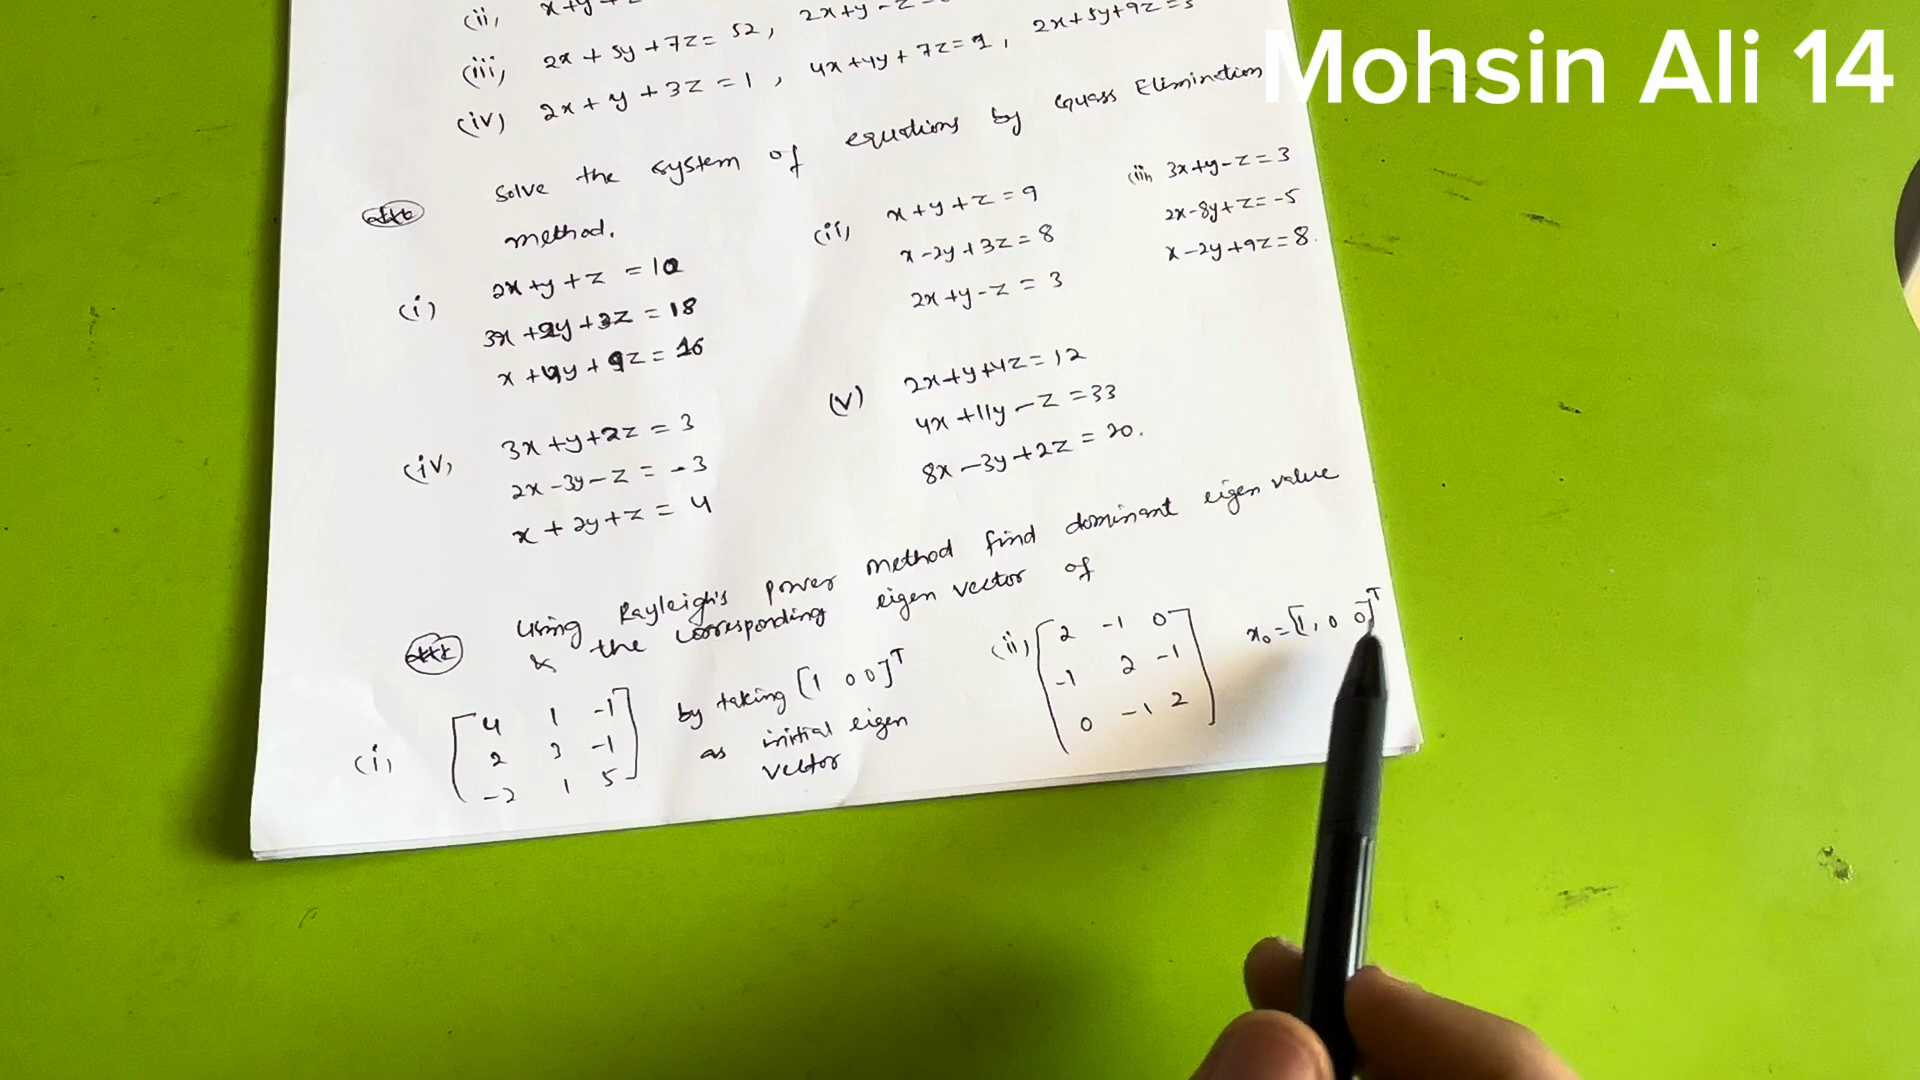 Mohsin Ali 14
(ii,
(iii, 2x + 5y + 7z = 52, 2x+y-z
(iv) 2x + y + 3z = 1, 4x+4y+7z=1, 2x+5y+9z=3
Solve the system of equations by Guass Elimination
method.
(i) 2x+y+z = 10
3x+2y+3z = 18
x+4y+9z = 16
(ii, x+y+z = 9
x-2y+3z = 8
2x+y-z = 3
(iii, 3x+y-z = 3
2x-8y+z = -5
x-2y+9z = 8.
(iv, 3x+y+2z = 3
2x-3y-z = -3
x+2y+z = 4
(v) 2x+y+4z = 12
4x+11y-z = 33
8x-3y+2z = 20.
Using Rayleigh's power method find dominant eigen value
& the corresponding eigen vector of
(i, [4 1 -1
2 3 -1
-2 1 5]
by taking [1 0 0]ᵀ
as initial eigen
vector
(ii) [2 -1 0
-1 2 -1
0 -1 2]
x₀ = [1, 0 0]ᵀ